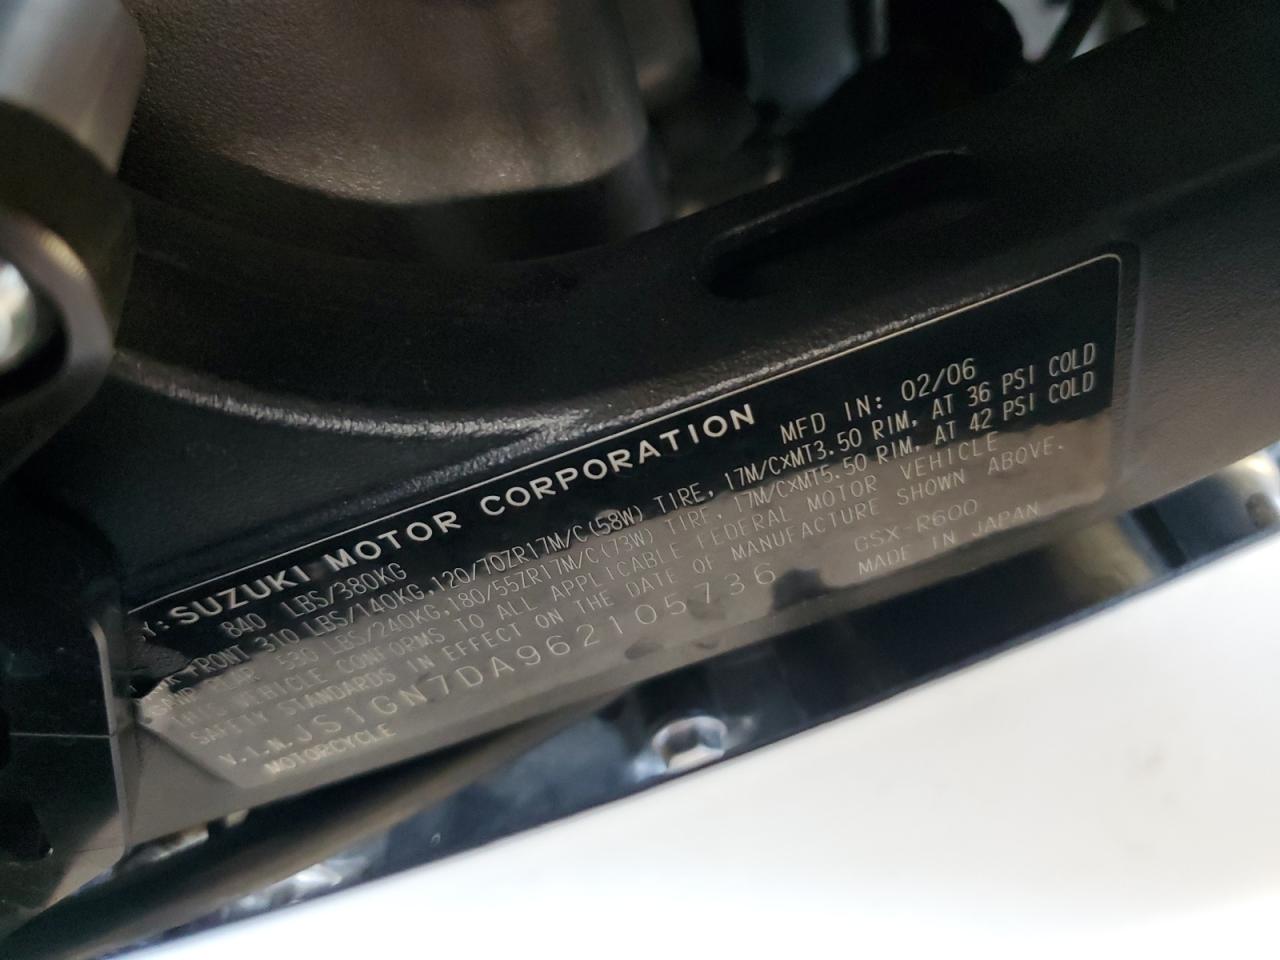 Y: SUZUKI MOTOR CORPORATION MFD IN: 02/06
840 LBS/380KG
FRONT 310 LBS/140KG, 120/70ZR17M/C(58W) TIRE, 17M/C×MT3.50 RIM, AT 36 PSI COLD
530 LBS/240KG, 180/55ZR17M/C(73W) TIRE, 17M/C×MT5.50 RIM, AT 42 PSI COLD
THIS VEHICLE CONFORMS TO ALL APPLICABLE FEDERAL MOTOR VEHICLE
SAFETY STANDARDS IN EFFECT ON THE DATE OF MANUFACTURE SHOWN ABOVE.
V.I.N. JS1GN7DA962105736 GSX-R600
MOTORCYCLE MADE IN JAPAN